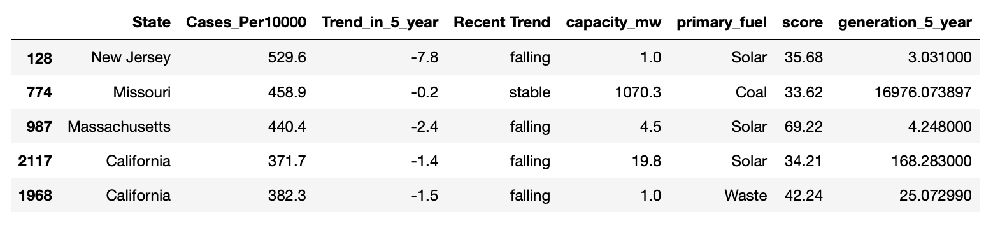 State Cases_Per10000 Trend_in_5_year Recent Trend capacity_mw primary_fuel score generation_5_year
128 New Jersey 529.6 -7.8 falling 1.0 Solar 35.68 3.031000
774 Missouri 458.9 -0.2 stable 1070.3 Coal 33.62 16976.073897
987 Massachusetts 440.4 -2.4 falling 4.5 Solar 69.22 4.248000
2117 California 371.7 -1.4 falling 19.8 Solar 34.21 168.283000
1968 California 382.3 -1.5 falling 1.0 Waste 42.24 25.072990